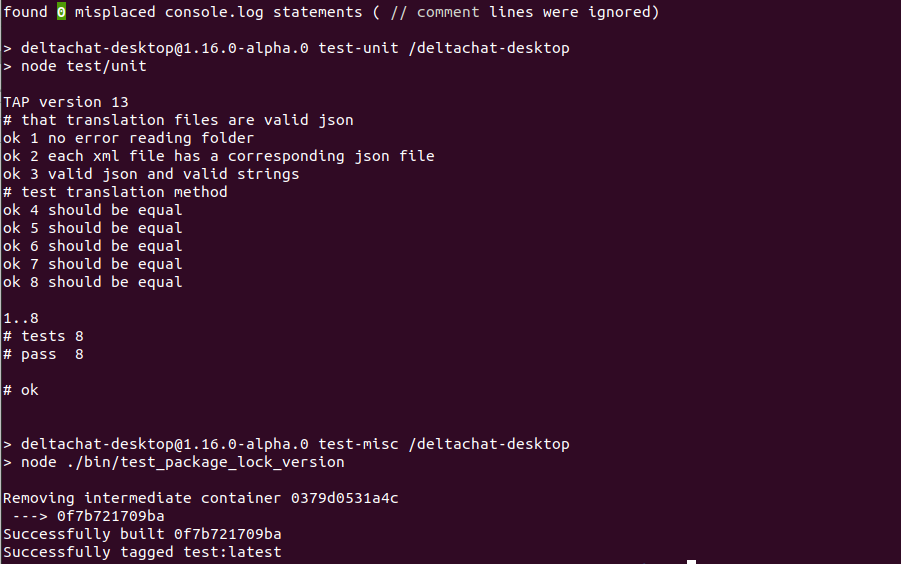 found 0 misplaced console.log statements ( // comment lines were ignored)
> deltachat-desktop@1.16.0-alpha.0 test-unit /deltachat-desktop
> node test/unit
TAP version 13
# that translation files are valid json
ok 1 no error reading folder
ok 2 each xml file has a corresponding json file
ok 3 valid json and valid strings
# test translation method
ok 4 should be equal
ok 5 should be equal
ok 6 should be equal
ok 7 should be equal
ok 8 should be equal
1..8
# tests 8
# pass  8
# ok
> deltachat-desktop@1.16.0-alpha.0 test-misc /deltachat-desktop
> node ./bin/test_package_lock_version
Removing intermediate container 0379d0531a4c
 ---> 0f7b721709ba
Successfully built 0f7b721709ba
Successfully tagged test:latest